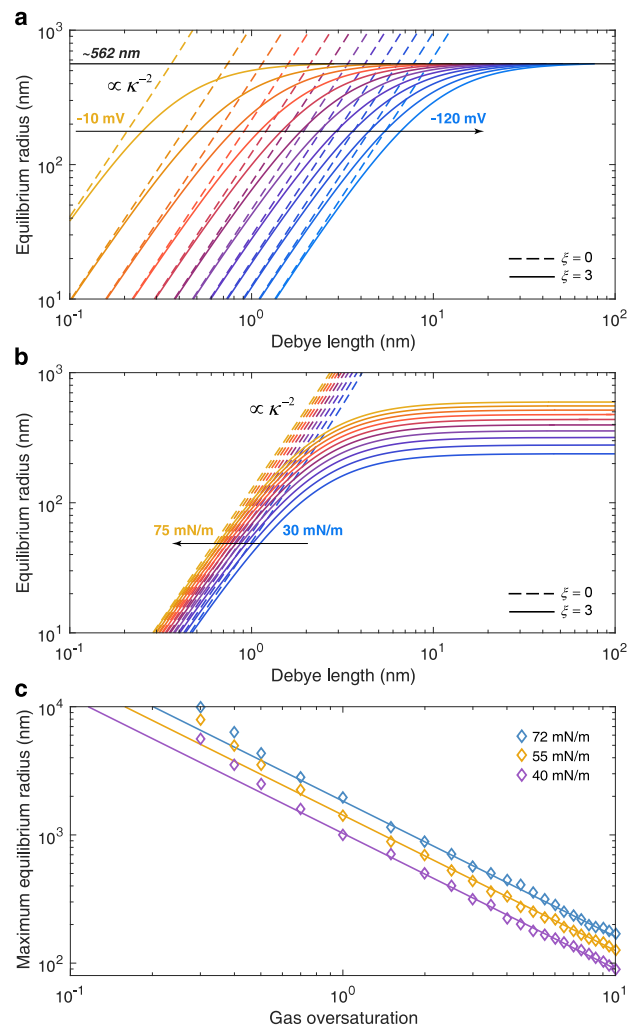 a
10³
~562 nm
∝ κ⁻²
-10 mV
-120 mV
10²
10¹
Equilibrium radius (nm)
ξ = 0
ξ = 3
10⁻¹
10⁰
10¹
10²
Debye length (nm)
b
10³
∝ κ⁻²
10²
75 mN/m
30 mN/m
10¹
Equilibrium radius (nm)
ξ = 0
ξ = 3
10⁻¹
10⁰
10¹
10²
Debye length (nm)
c
10⁴
72 mN/m
55 mN/m
40 mN/m
10³
10²
Maximum equilibrium radius (nm)
10⁻¹
10⁰
10¹
Gas oversaturation